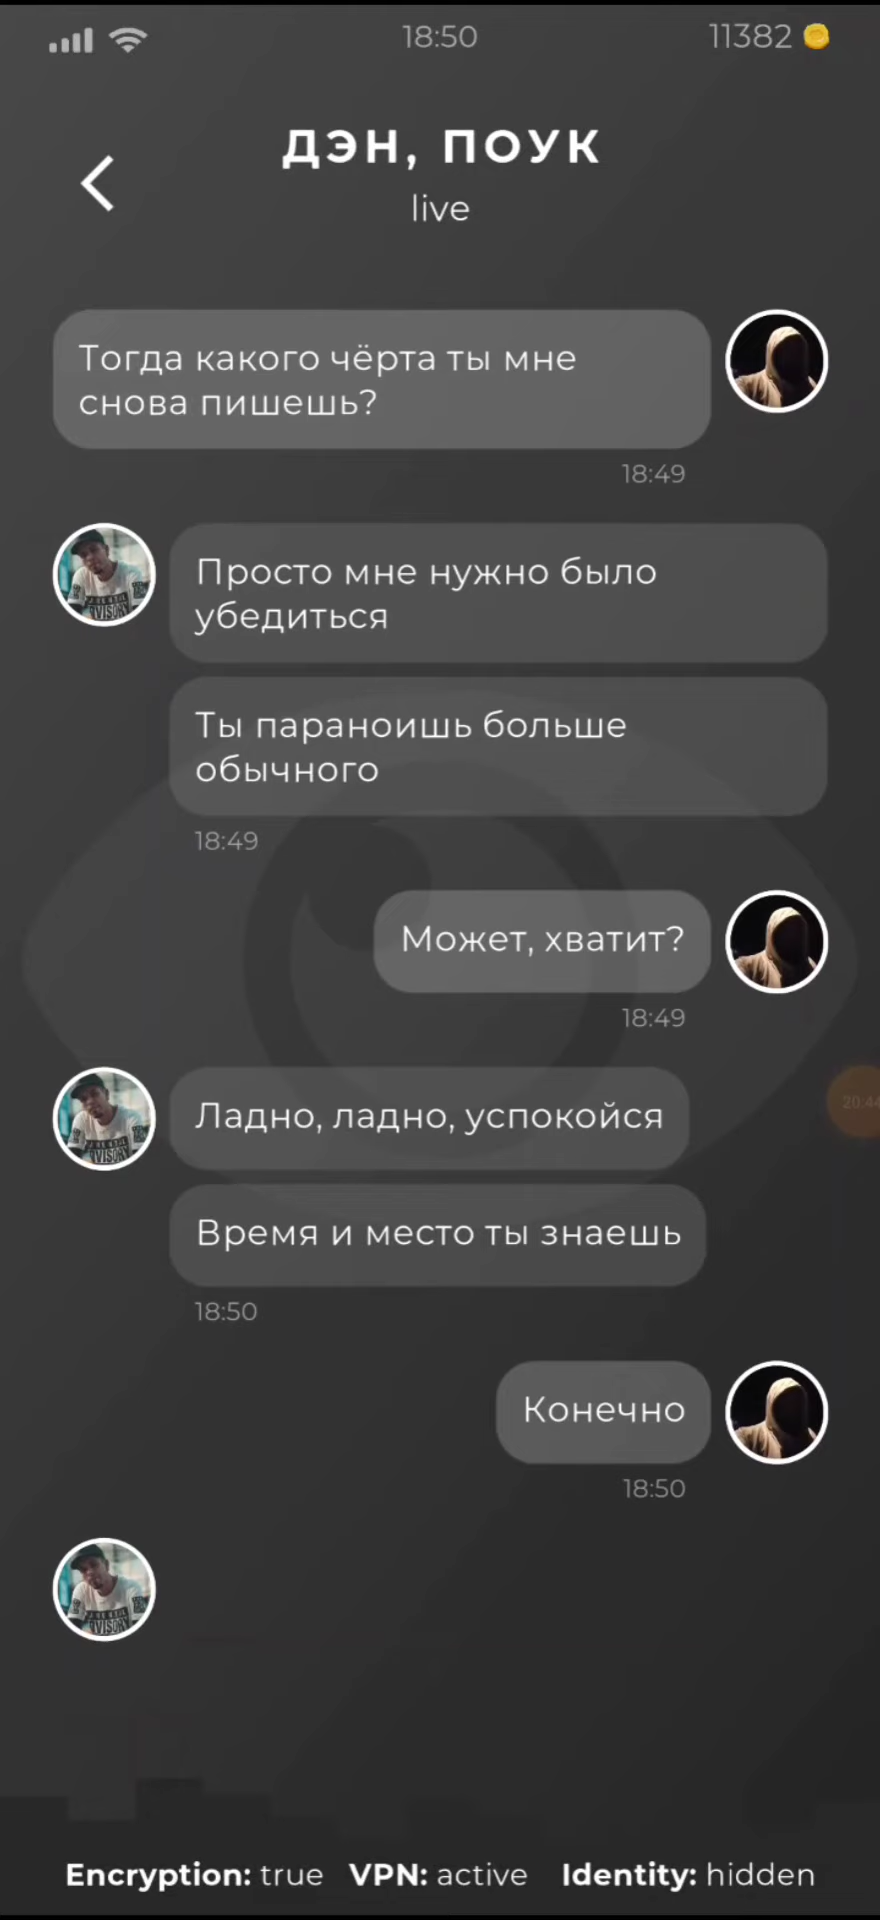 18:50
11382
ДЭН, ПОУК
live
Тогда какого чёрта ты мне
снова пишешь?
18:49
Просто мне нужно было
убедиться
Ты параноишь больше
обычного
18:49
Может, хватит?
18:49
20:44
Ладно, ладно, успокойся
Время и место ты знаешь
18:50
Конечно
18:50
Encryption: true VPN: active Identity: hidden